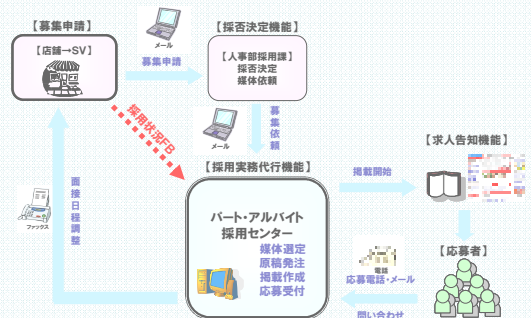 【募集申請】
【店舗→SV】
メール
募集申請
【採否決定機能】
【人事部採用課】
採否決定
媒体依頼
メール
募集依頼
採用状況FB
【採用実務代行機能】
パート・アルバイト
採用センター
媒体選定
原稿発注
掲載作成
応募受付
掲載開始
【求人告知機能】
【応募者】
電話
応募電話・メール
問い合わせ
面接日程調整
ファックス